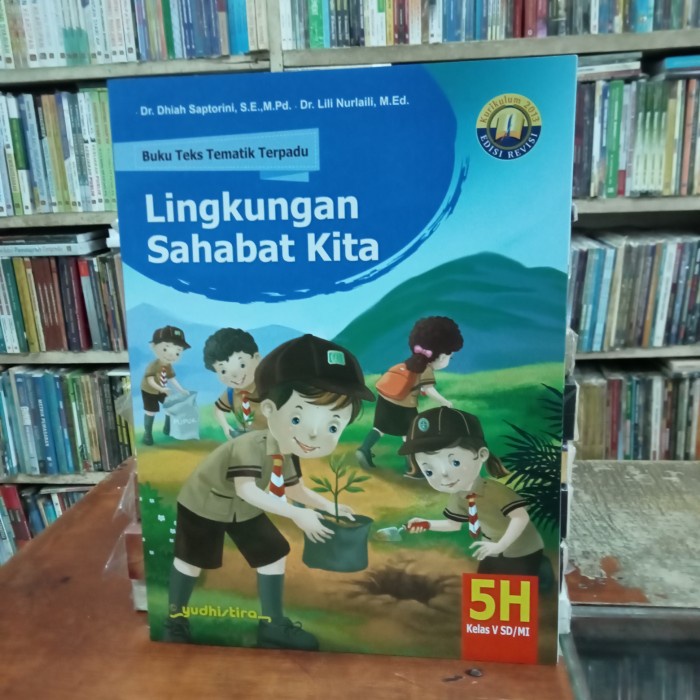 Dr. Dhiah Saptorini, S.E.,M.Pd. · Dr. Lili Nurlaili, M.Ed.
Kurikulum 2013
EDISI REVISI
Buku Teks Tematik Terpadu
Lingkungan
Sahabat Kita
yudhistira
5H
Kelas V SD/MI